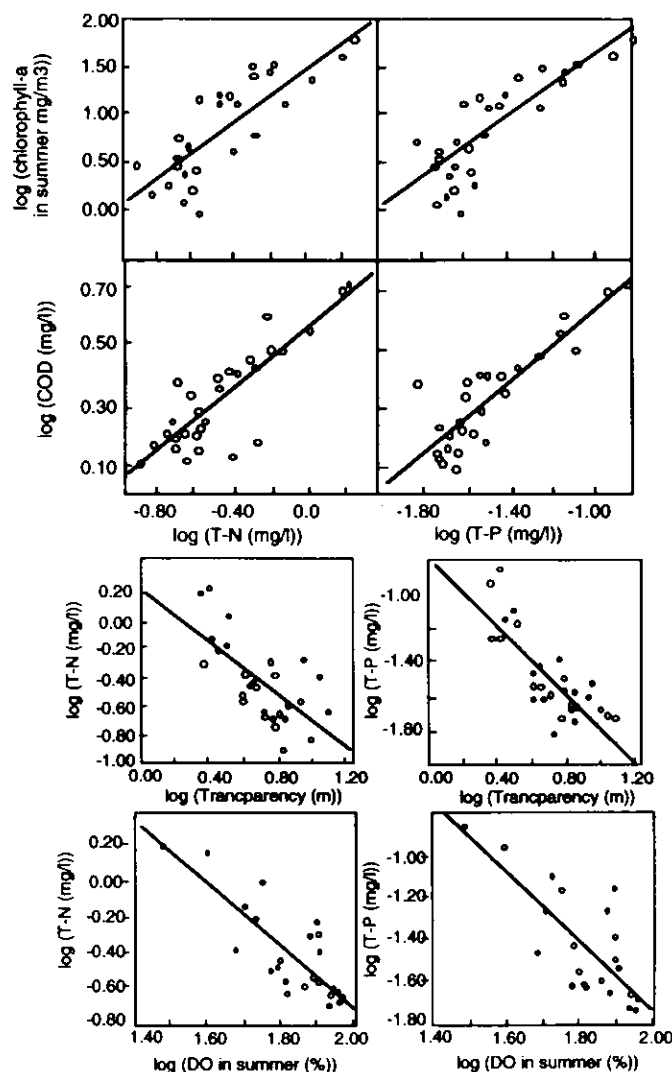 log (chlorophyll-a
in summer mg/m3))
2.00
1.50
1.00
0.50
0.00
log (COD (mg/l))
0.70
0.50
0.30
0.10
-0.80 -0.40 0.0
log (T-N (mg/l))
-1.80 -1.40 -1.00
log (T-P (mg/l))
log (T-N (mg/l))
0.20
0.00
-0.20
-0.40
-0.60
-0.80
-1.00
0.00 0.40 0.80 1.20
log (Trancparency (m))
log (T-P (mg/l))
-1.00
-1.40
-1.60
-1.80
0.00 0.40 0.80 1.20
log (Trancparency (m))
log (T-N (mg/l))
0.20
0.00
-0.20
-0.40
-0.60
-0.80
1.40 1.60 1.80 2.00
log (DO in summer (%))
log (T-P (mg/l))
-1.00
-1.20
-1.40
-1.60
-1.80
1.40 1.60 1.80 2.00
log (DO in summer (%))